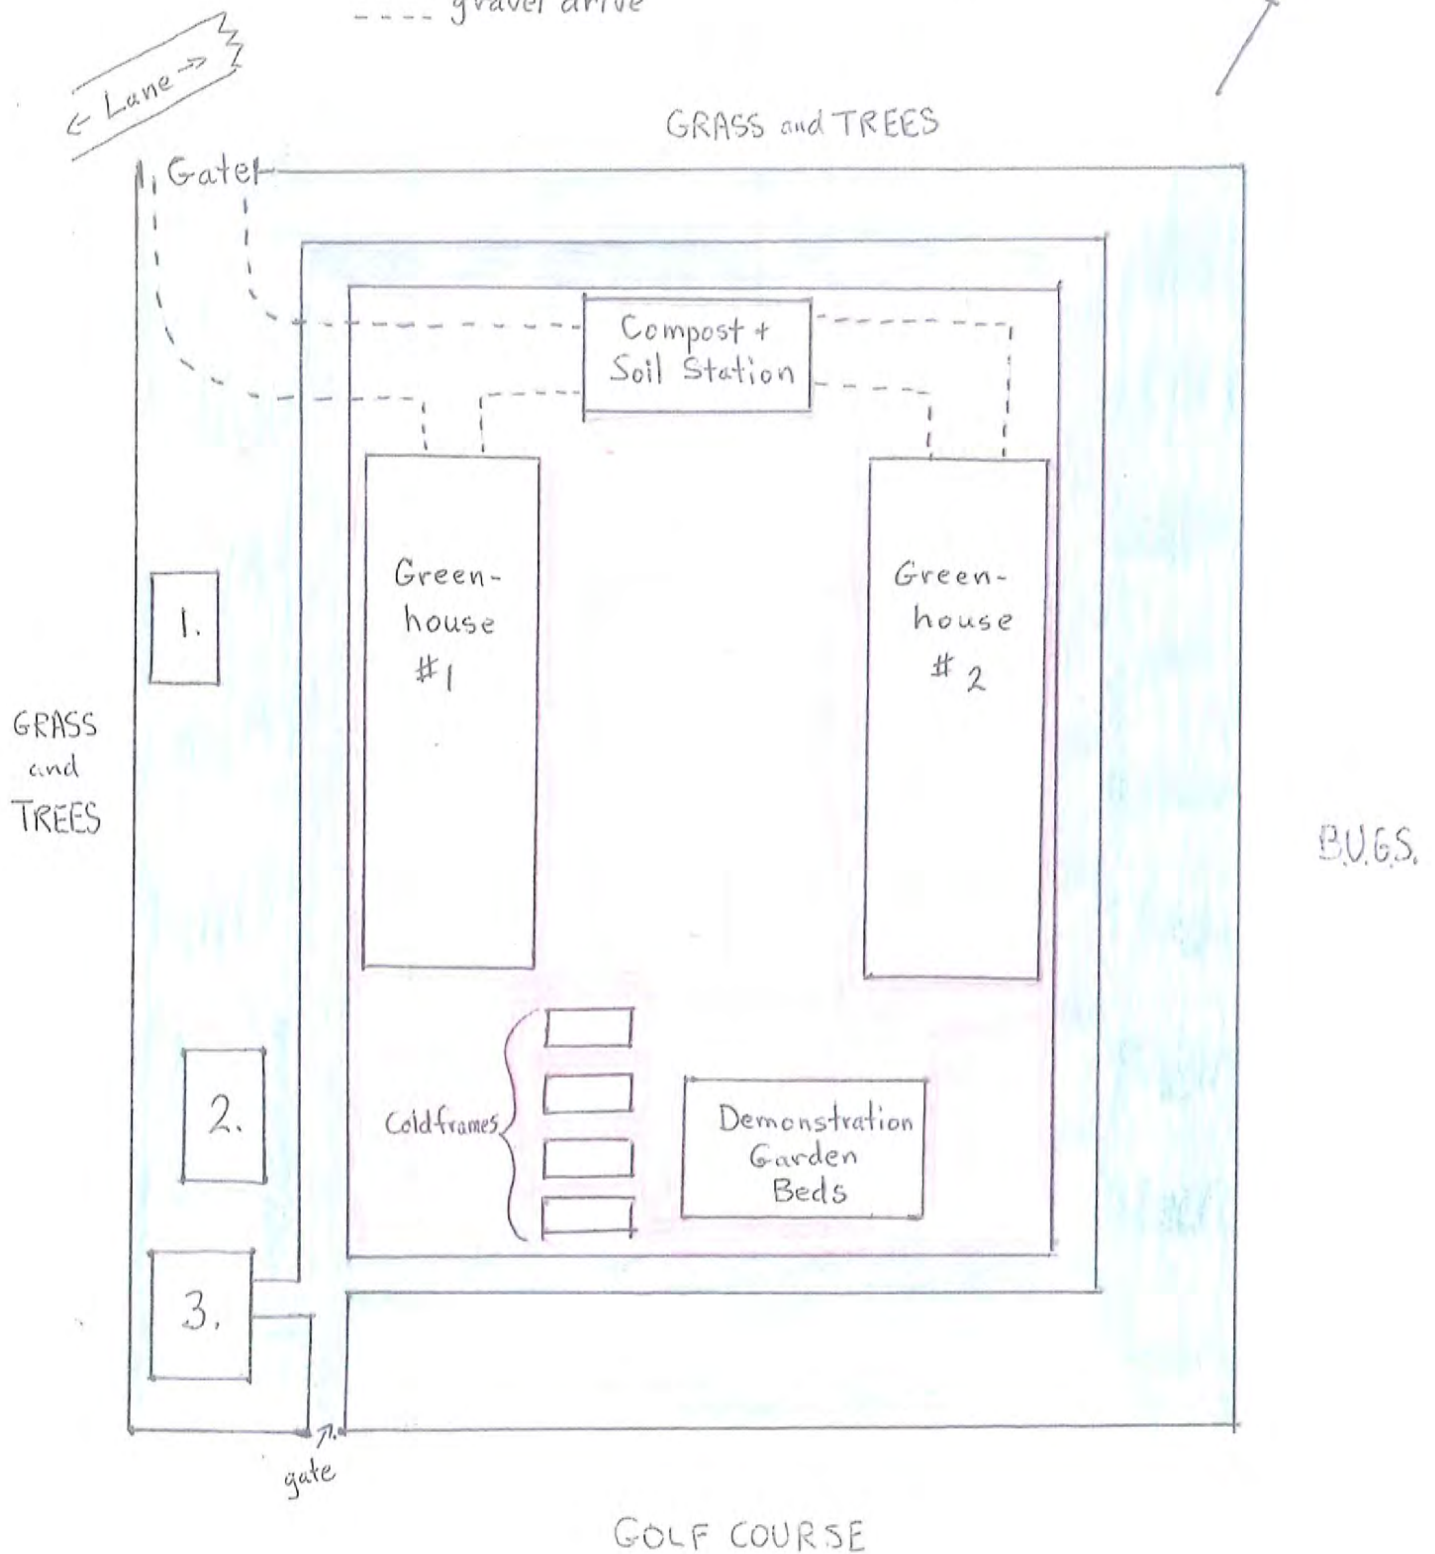 ---- gravel drive
← Lane →
GRASS and TREES
Gate
Compost +
Soil Station
Green-
house
#1
Green-
house
# 2
1.
GRASS
and
TREES
B.U.G.S.
2.
Coldframes
Demonstration
Garden
Beds
3.
gate
GOLF COURSE